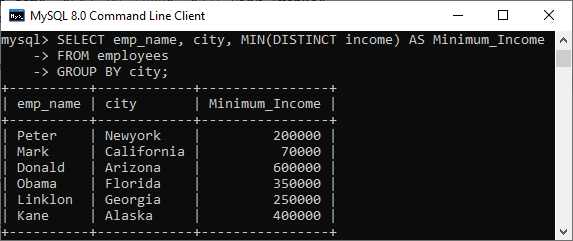 MySQL 8.0 Command Line Client
mysql> SELECT emp_name, city, MIN(DISTINCT income) AS Minimum_Income
    -> FROM employees
    -> GROUP BY city;
+----------+------------+----------------+
| emp_name | city       | Minimum_Income |
+----------+------------+----------------+
| Peter    | Newyork    |         200000 |
| Mark     | California |          70000 |
| Donald   | Arizona    |         600000 |
| Obama    | Florida    |         350000 |
| Linklon  | Georgia    |         250000 |
| Kane     | Alaska     |         400000 |
+----------+------------+----------------+